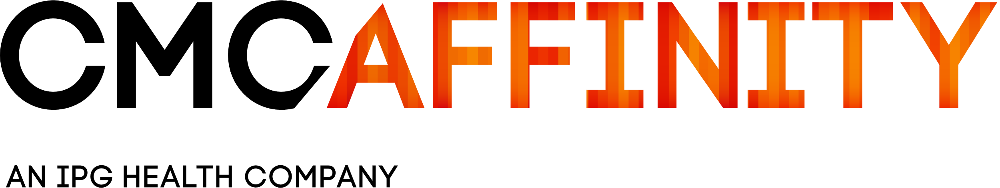 CMCAFFINITY
AN IPG HEALTH COMPANY